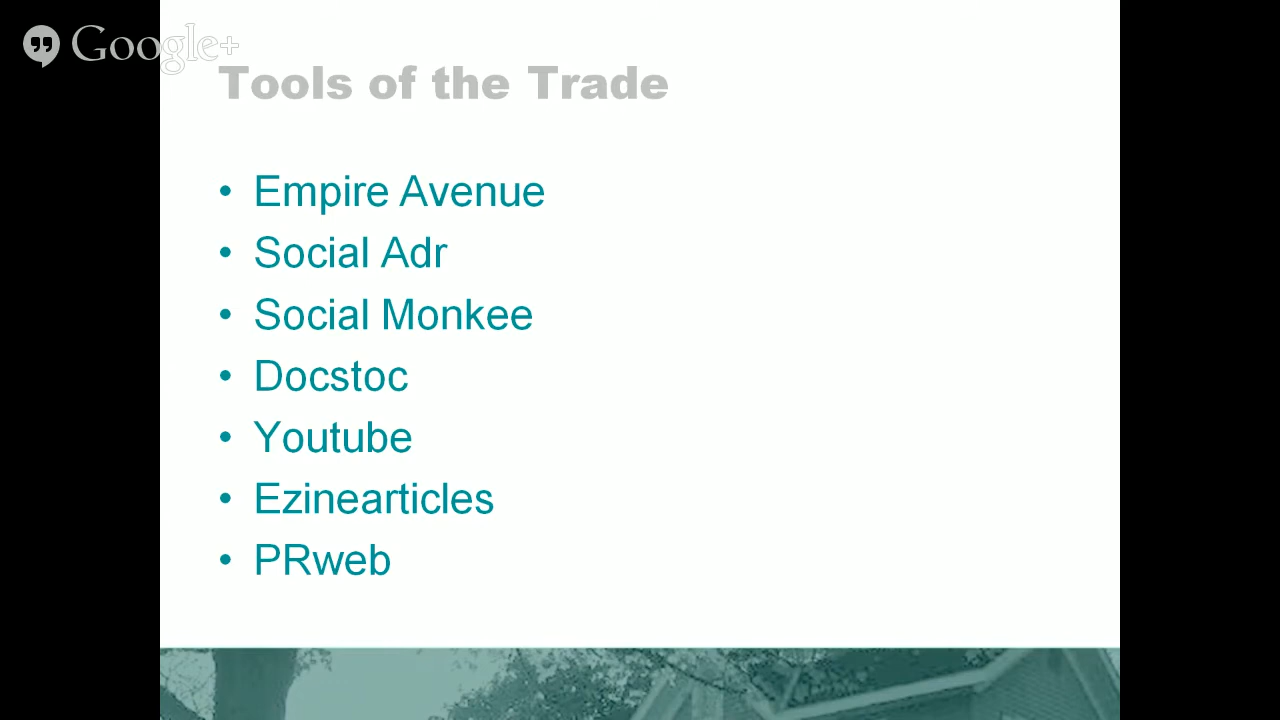 Google+
Tools of the Trade
• Empire Avenue
• Social Adr
• Social Monkee
• Docstoc
• Youtube
• Ezinearticles
• PRweb